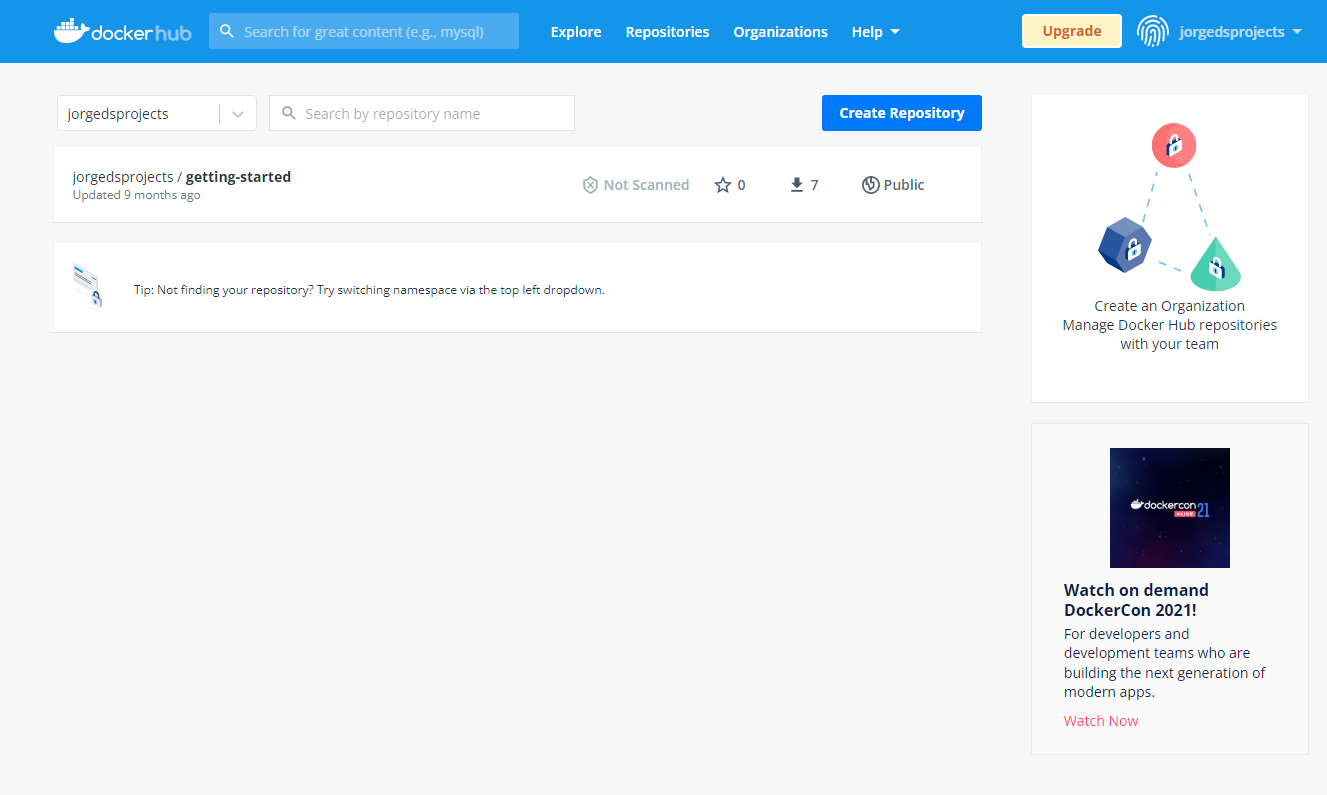 docker hub
Search for great content (e.g., mysql)
Explore
Repositories
Organizations
Help
Upgrade
jorgedsprojects
jorgedsprojects
Search by repository name
Create Repository
jorgedsprojects / getting-started
Updated 9 months ago
Not Scanned
0
7
Public
Tip: Not finding your repository? Try switching namespace via the top left dropdown.
Create an Organization
Manage Docker Hub repositories
with your team
dockercon
LIVE
21
Watch on demand
DockerCon 2021!
For developers and
development teams who are
building the next generation of
modern apps.
Watch Now